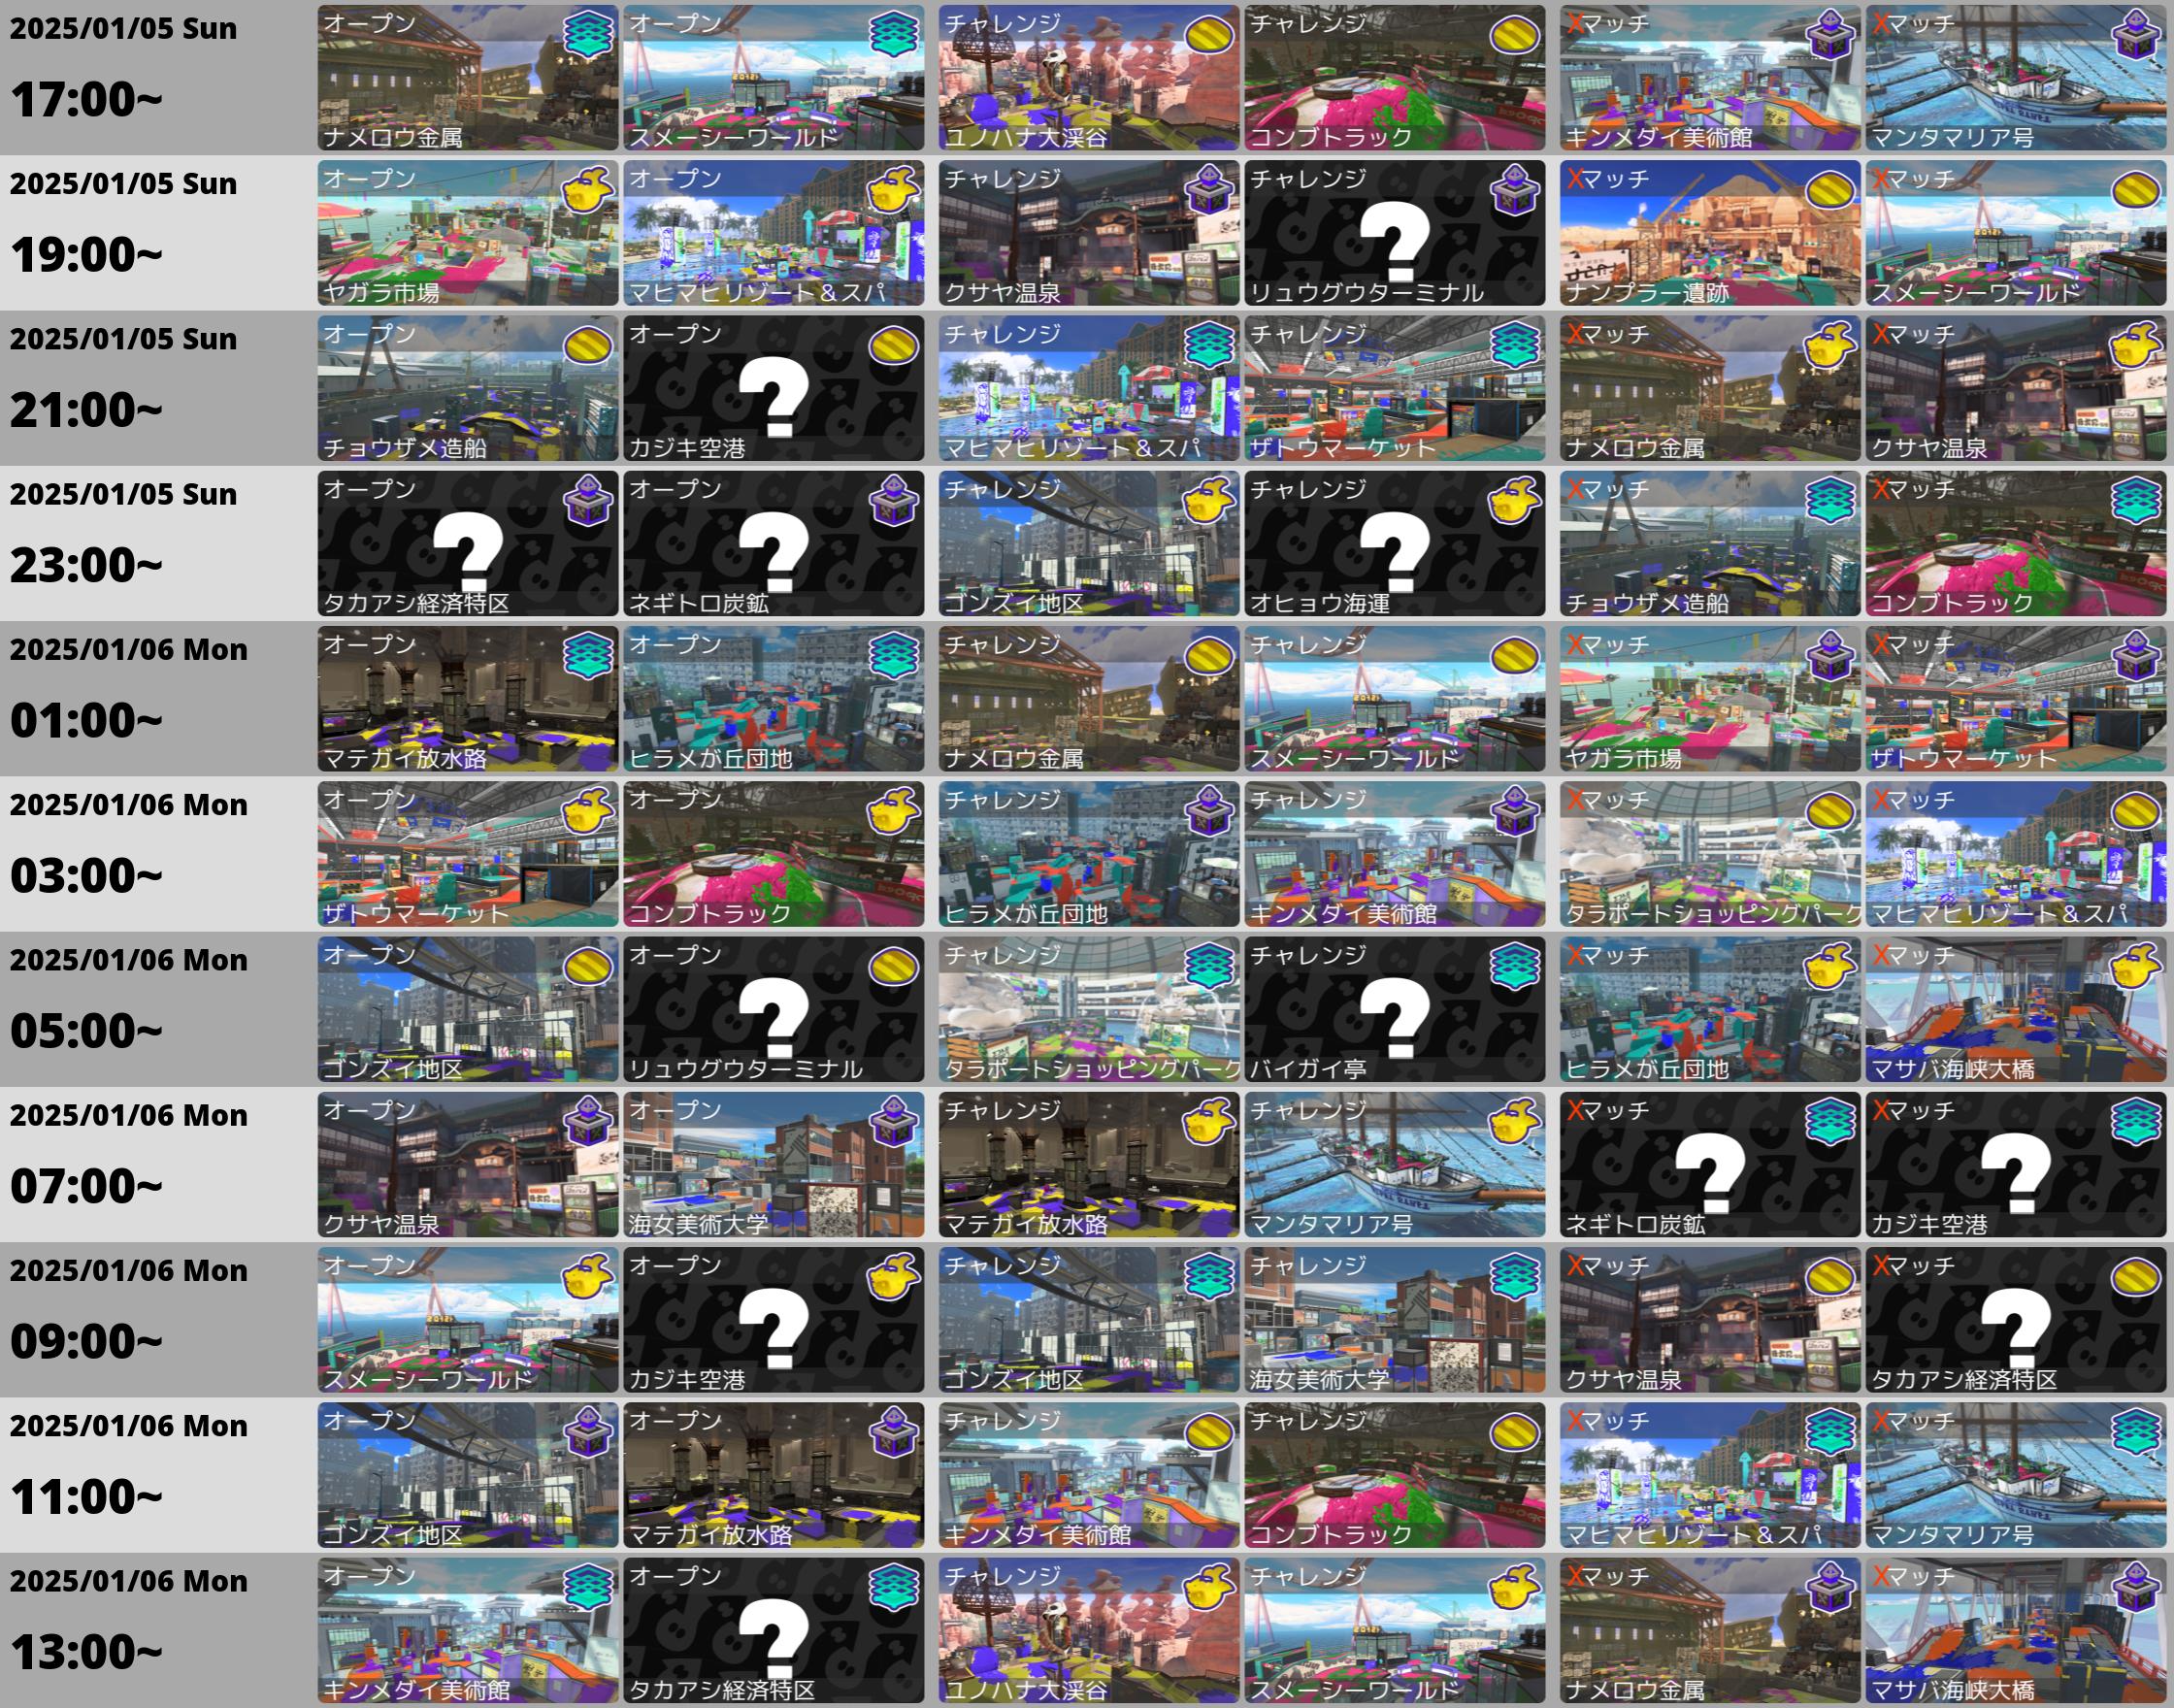 2025/01/05 Sun
17:00~
オープン
ナメロウ金属
オープン
スメーシーワールド
チャレンジ
ユノハナ大渓谷
チャレンジ
コンブトラック
Xマッチ
キンメダイ美術館
Xマッチ
マンタマリア号
2025/01/05 Sun
19:00~
オープン
ヤガラ市場
オープン
マヒマヒリゾート&スパ
チャレンジ
クサヤ温泉
チャレンジ
?
リュウグウターミナル
Xマッチ
ナンプラー遺跡
Xマッチ
スメーシーワールド
2025/01/05 Sun
21:00~
オープン
チョウザメ造船
オープン
?
カジキ空港
チャレンジ
マヒマヒリゾート&スパ
チャレンジ
ザトウマーケット
Xマッチ
ナメロウ金属
Xマッチ
クサヤ温泉
2025/01/05 Sun
23:00~
オープン
?
タカアシ経済特区
オープン
?
ネギトロ炭鉱
チャレンジ
ゴンズイ地区
チャレンジ
?
オヒョウ海運
Xマッチ
チョウザメ造船
Xマッチ
コンブトラック
2025/01/06 Mon
01:00~
オープン
マテガイ放水路
オープン
ヒラメが丘団地
チャレンジ
ナメロウ金属
チャレンジ
スメーシーワールド
Xマッチ
ヤガラ市場
Xマッチ
ザトウマーケット
2025/01/06 Mon
03:00~
オープン
ザトウマーケット
オープン
コンブトラック
チャレンジ
ヒラメが丘団地
チャレンジ
キンメダイ美術館
Xマッチ
タラポートショッピングパーク
Xマッチ
マヒマヒリゾート&スパ
2025/01/06 Mon
05:00~
オープン
ゴンズイ地区
オープン
?
リュウグウターミナル
チャレンジ
タラポートショッピングパーク
チャレンジ
?
バイガイ亭
Xマッチ
ヒラメが丘団地
Xマッチ
マサバ海峡大橋
2025/01/06 Mon
07:00~
オープン
クサヤ温泉
オープン
海女美術大学
チャレンジ
マテガイ放水路
チャレンジ
マンタマリア号
Xマッチ
?
ネギトロ炭鉱
Xマッチ
?
カジキ空港
2025/01/06 Mon
09:00~
オープン
スメーシーワールド
オープン
?
カジキ空港
チャレンジ
ゴンズイ地区
チャレンジ
海女美術大学
Xマッチ
クサヤ温泉
Xマッチ
?
タカアシ経済特区
2025/01/06 Mon
11:00~
オープン
ゴンズイ地区
オープン
マテガイ放水路
チャレンジ
キンメダイ美術館
チャレンジ
コンブトラック
Xマッチ
マヒマヒリゾート&スパ
Xマッチ
マンタマリア号
2025/01/06 Mon
13:00~
オープン
キンメダイ美術館
オープン
?
タカアシ経済特区
チャレンジ
ユノハナ大渓谷
チャレンジ
スメーシーワールド
Xマッチ
ナメロウ金属
Xマッチ
マサバ海峡大橋